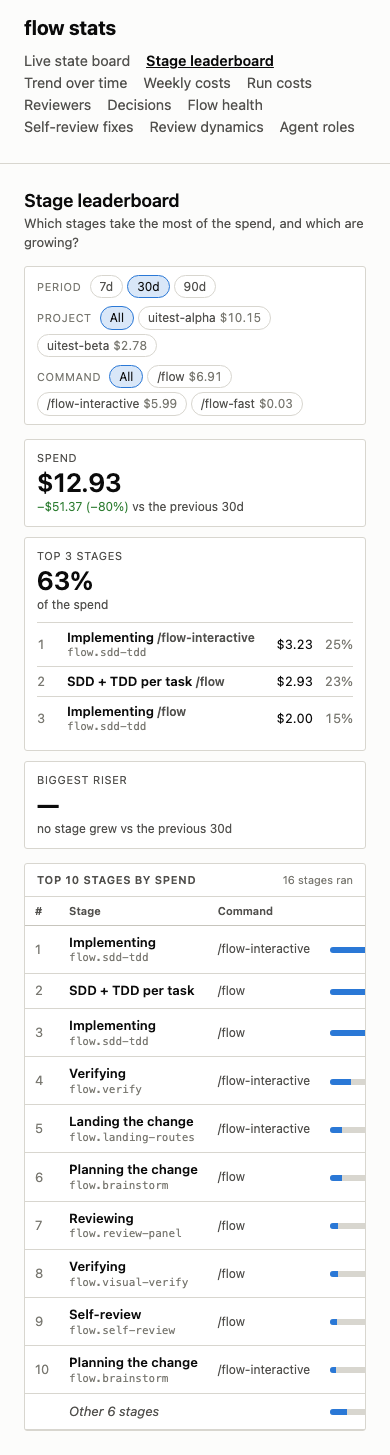 flow stats
Live state board Stage leaderboard
Trend over time Weekly costs Run costs
Reviewers Decisions Flow health
Self-review fixes Review dynamics Agent roles
Stage leaderboard
Which stages take the most of the spend, and which are
growing?
PERIOD 7d 30d 90d
PROJECT All uitest-alpha $10.15
uitest-beta $2.78
COMMAND All /flow $6.91
/flow-interactive $5.99 /flow-fast $0.03
SPEND
$12.93
−$51.37 (−80%) vs the previous 30d
TOP 3 STAGES
63%
of the spend
1 Implementing /flow-interactive $3.23 25%
flow.sdd-tdd
2 SDD + TDD per task /flow $2.93 23%
3 Implementing /flow $2.00 15%
flow.sdd-tdd
BIGGEST RISER
—
no stage grew vs the previous 30d
TOP 10 STAGES BY SPEND 16 stages ran
# Stage Command
1 Implementing /flow-interactive
flow.sdd-tdd
2 SDD + TDD per task /flow
3 Implementing /flow
flow.sdd-tdd
4 Verifying /flow-interactive
flow.verify
5 Landing the change /flow-interactive
flow.landing-routes
6 Planning the change /flow
flow.brainstorm
7 Reviewing /flow
flow.review-panel
8 Verifying /flow
flow.visual-verify
9 Self-review /flow
flow.self-review
10 Planning the change /flow-interactive
flow.brainstorm
Other 6 stages